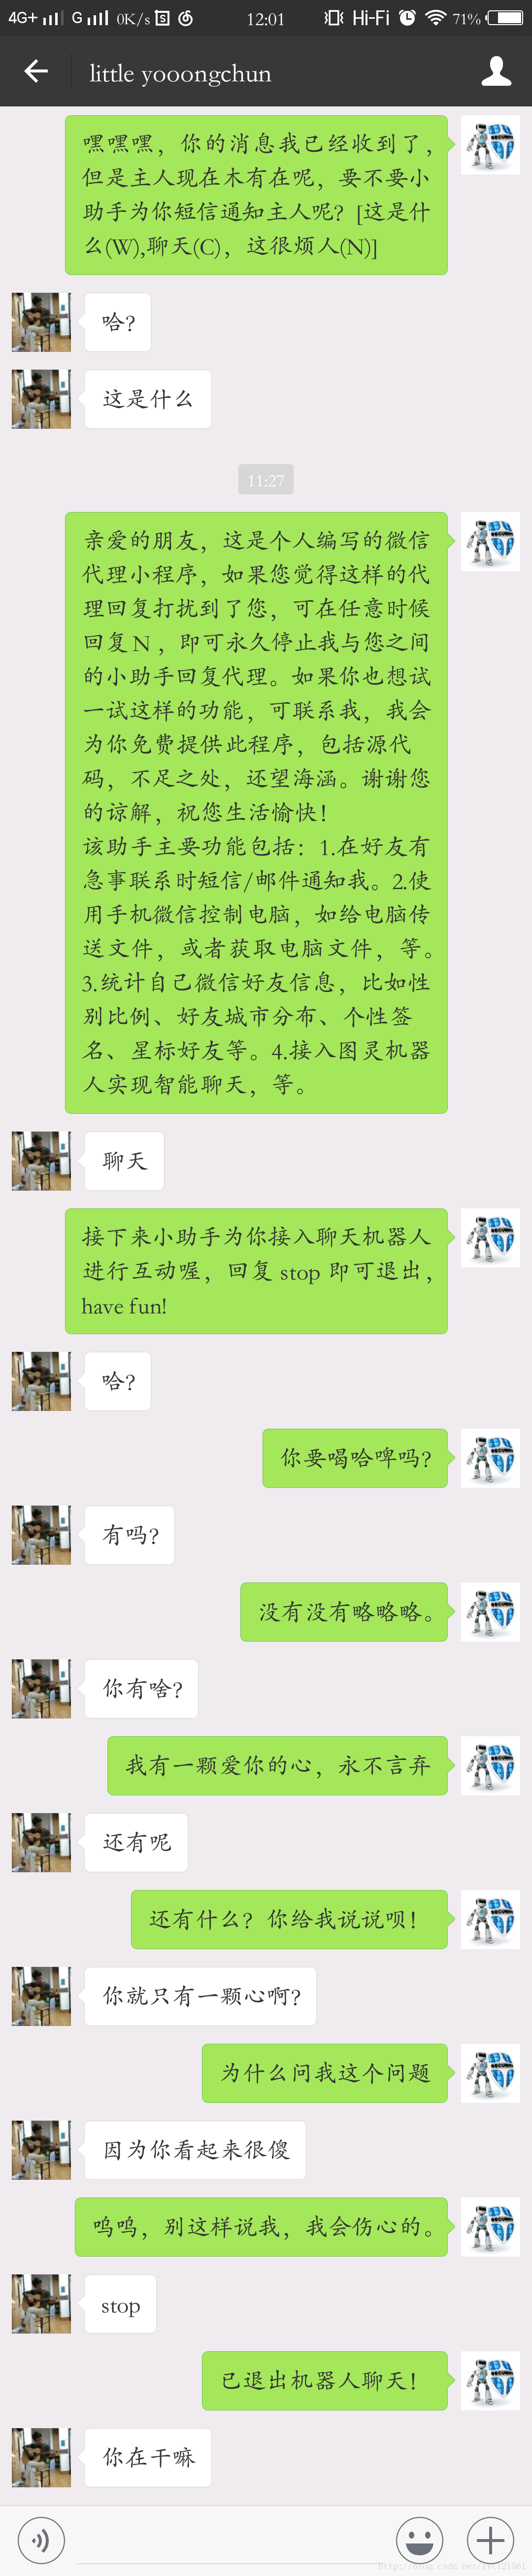 4G+ G 0K/s 12:01 Hi-Fi 71%
little yooongchun
嘿嘿嘿，你的消息我已经收到了，
但是主人现在木有在呢，要不要小
助手为你短信通知主人呢？[这是什
么(W),聊天(C)，这很烦人(N)]
哈?
这是什么
11:27
亲爱的朋友，这是个人编写的微信
代理小程序，如果您觉得这样的代
理回复打扰到了您，可在任意时候
回复N，即可永久停止我与您之间
的小助手回复代理。如果你也想试
一试这样的功能，可联系我，我会
为你免费提供此程序，包括源代
码，不足之处，还望海涵。谢谢您
的谅解，祝您生活愉快！
该助手主要功能包括：1.在好友有
急事联系时短信/邮件通知我。2.使
用手机微信控制电脑，如给电脑传
送文件，或者获取电脑文件，等。
3.统计自己微信好友信息，比如性
别比例、好友城市分布、个性签
名、星标好友等。4.接入图灵机器
人实现智能聊天，等。
聊天
接下来小助手为你接入聊天机器人
进行互动喔，回复 stop 即可退出，
have fun!
哈?
你要喝哈啤吗?
有吗?
没有没有略略略。
你有啥?
我有一颗爱你的心，永不言弃
还有呢
还有什么？你给我说说呗！
你就只有一颗心啊?
为什么问我这个问题
因为你看起来很傻
呜呜，别这样说我，我会伤心的。
stop
已退出机器人聊天！
你在干嘛